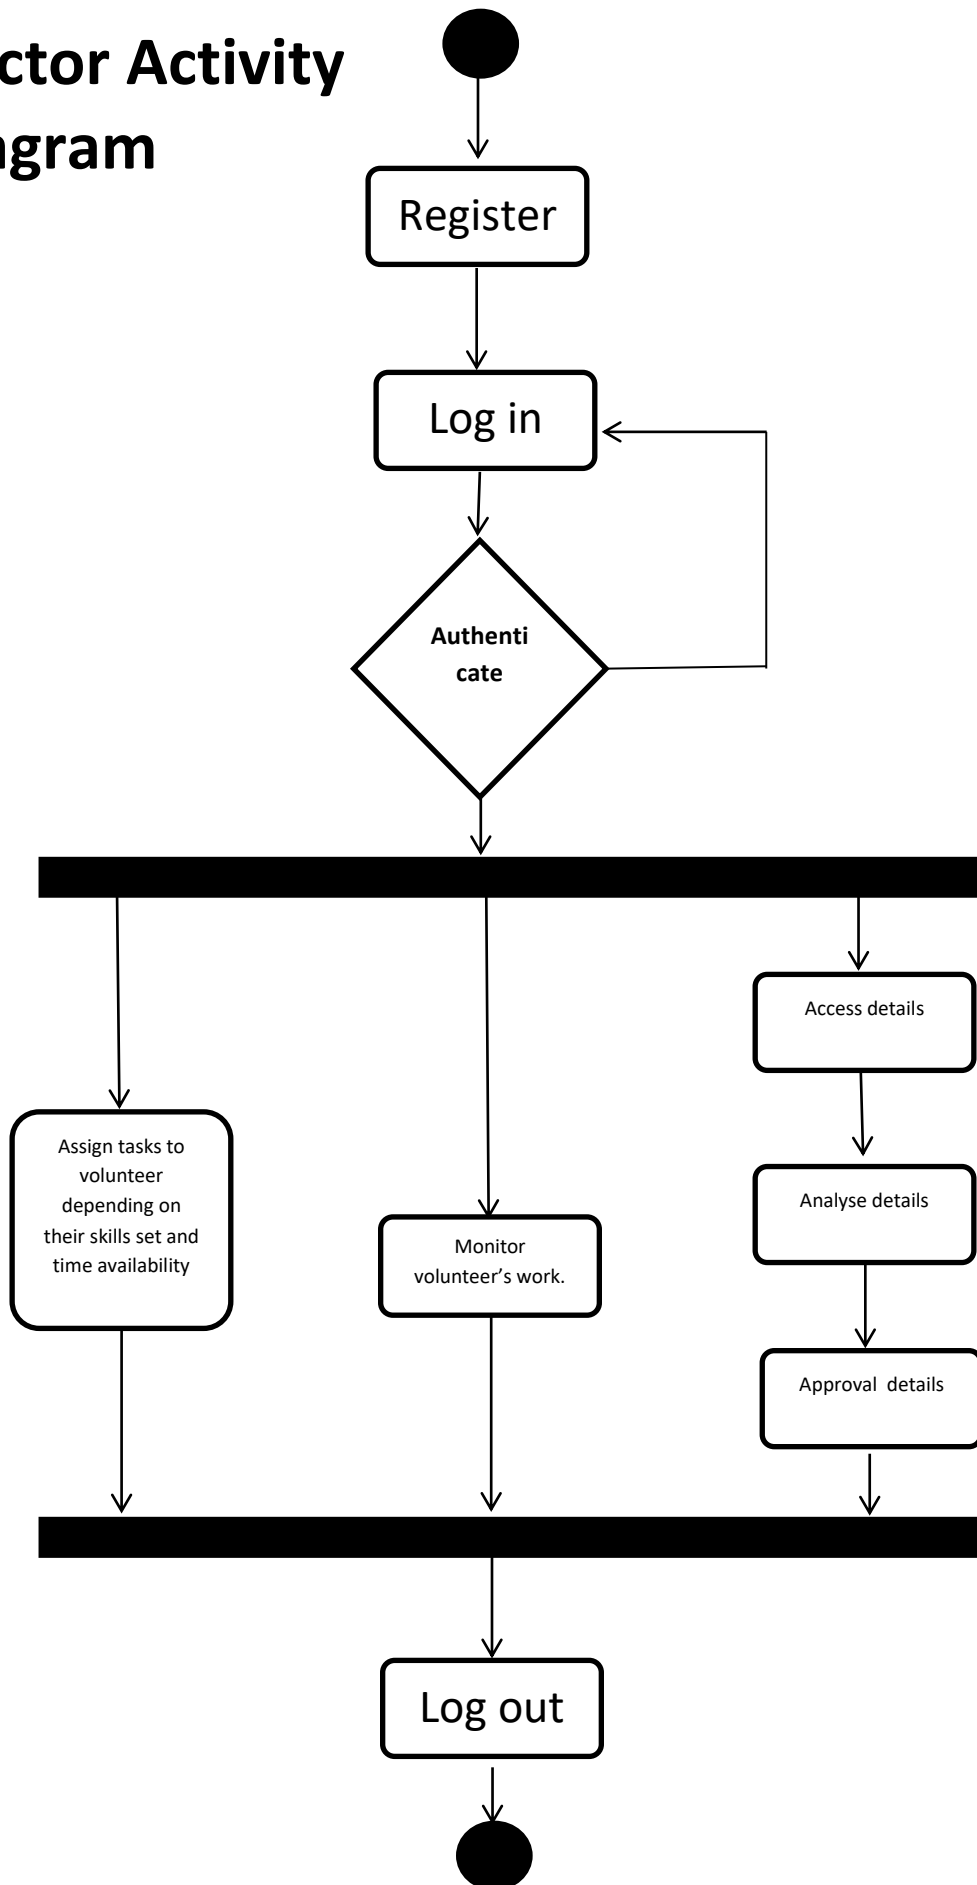 ctor Activity
agram
Register
Log in
Authenti
cate
Access details
Assign tasks to
volunteer
depending on
their skills set and
time availability
Analyse details
Monitor
volunteer’s work.
Approval details
Log out